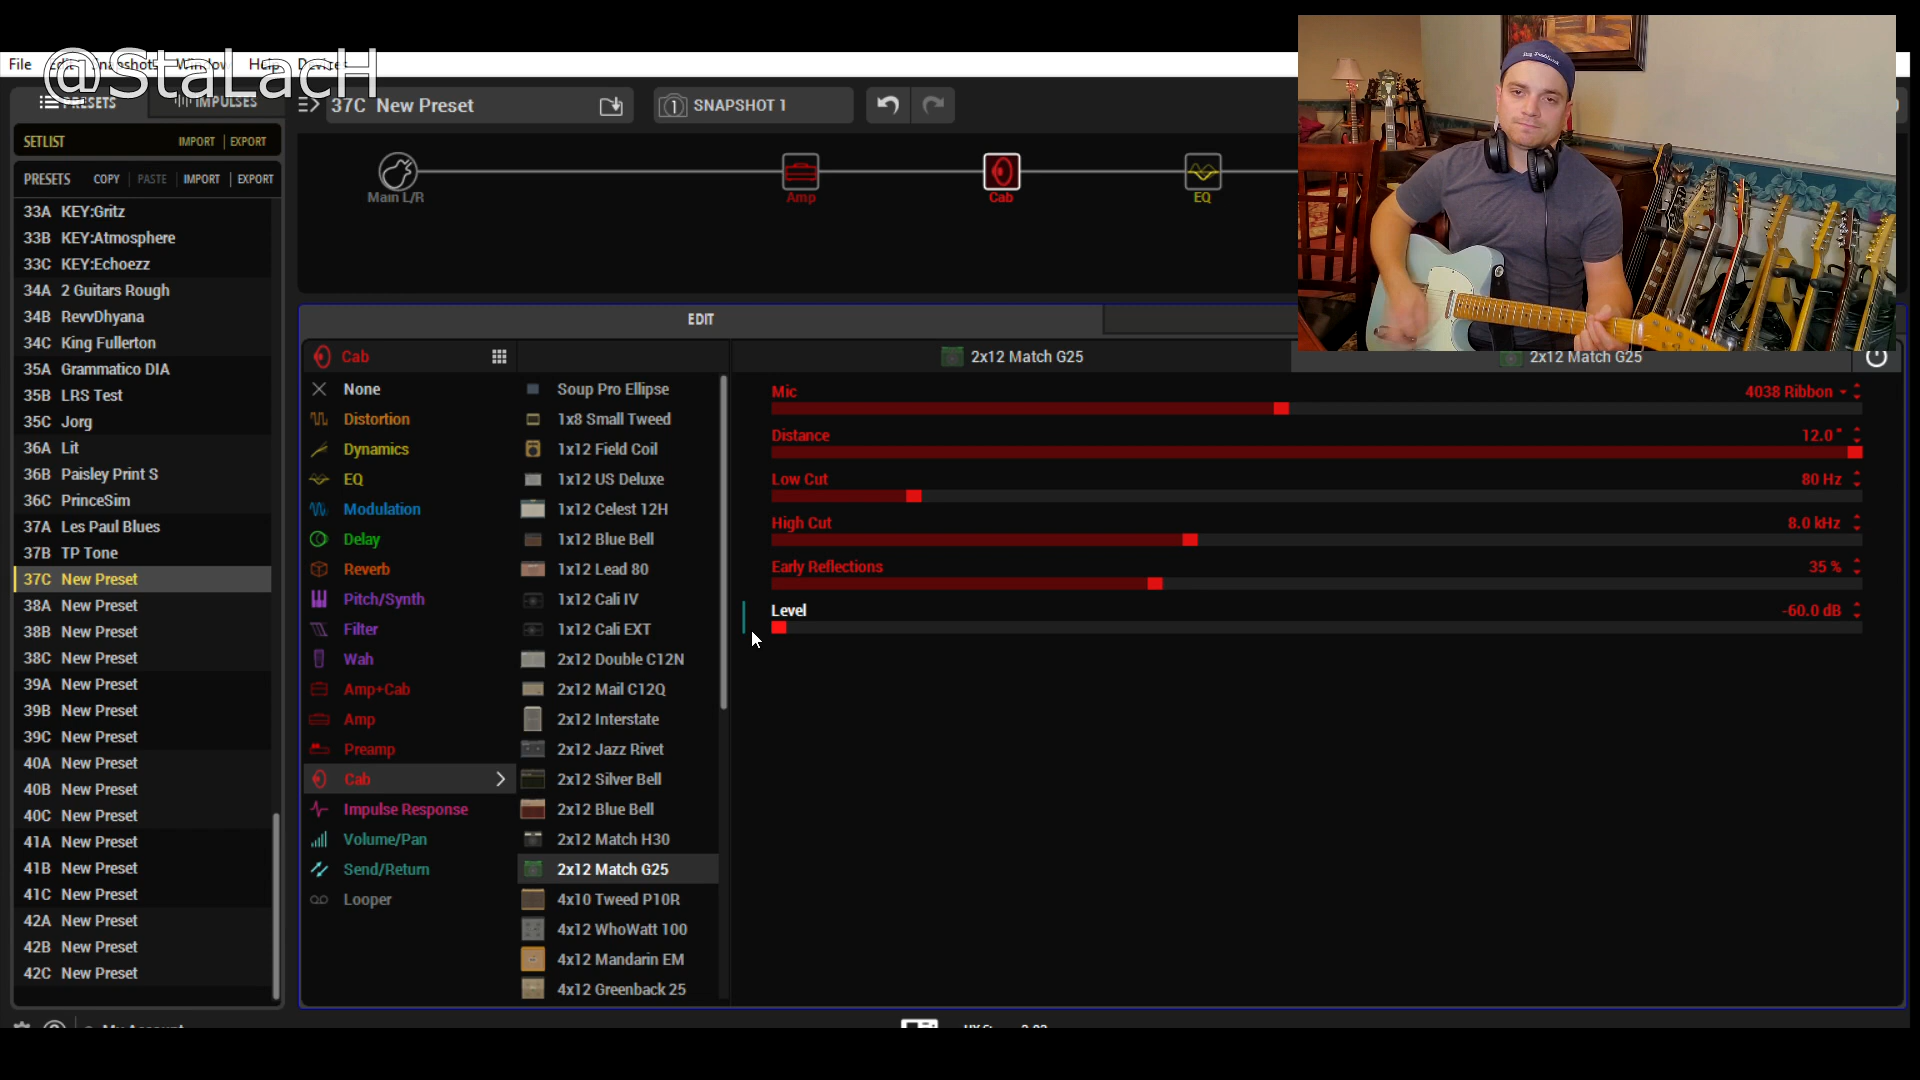 @StaLacH
File Edit Snapshots Window Help Devices
PRESETS IMPULSES
37C New Preset
1 SNAPSHOT 1
SETLIST IMPORT | EXPORT
PRESETS COPY | PASTE IMPORT | EXPORT
33A KEY:Gritz
33B KEY:Atmosphere
33C KEY:Echoezz
34A 2 Guitars Rough
34B RevvDhyana
34C King Fullerton
35A Grammatico DIA
35B LRS Test
35C Jorg
36A Lit
36B Paisley Print S
36C PrinceSim
37A Les Paul Blues
37B TP Tone
37C New Preset
38A New Preset
38B New Preset
38C New Preset
39A New Preset
39B New Preset
39C New Preset
40A New Preset
40B New Preset
40C New Preset
41A New Preset
41B New Preset
41C New Preset
42A New Preset
42B New Preset
42C New Preset
Main L/R Amp Cab EQ
EDIT
Cab
None
Distortion
Dynamics
EQ
Modulation
Delay
Reverb
Pitch/Synth
Filter
Wah
Amp+Cab
Amp
Preamp
Cab
Impulse Response
Volume/Pan
Send/Return
Looper
Soup Pro Ellipse
1x8 Small Tweed
1x12 Field Coil
1x12 US Deluxe
1x12 Celest 12H
1x12 Blue Bell
1x12 Lead 80
1x12 Cali IV
1x12 Cali EXT
2x12 Double C12N
2x12 Mail C12Q
2x12 Interstate
2x12 Jazz Rivet
2x12 Silver Bell
2x12 Blue Bell
2x12 Match H30
2x12 Match G25
4x10 Tweed P10R
4x12 WhoWatt 100
4x12 Mandarin EM
4x12 Greenback 25
2x12 Match G25 2x12 Match G25
Mic 4038 Ribbon
Distance 12.0"
Low Cut 80 Hz
High Cut 8.0 kHz
Early Reflections 35 %
Level -60.0 dB
My Account